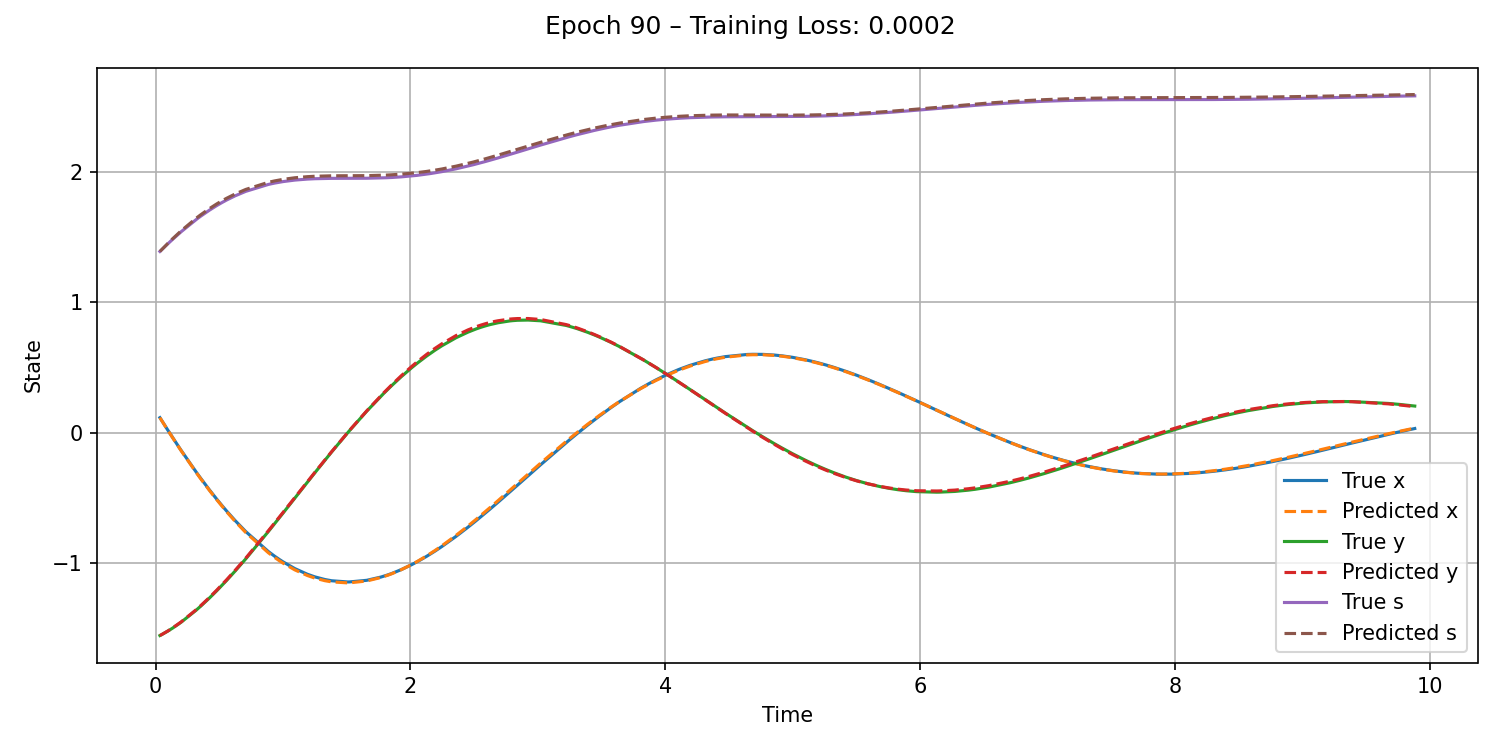 Epoch 90 – Training Loss: 0.0002
State
2
1
0
−1
0 2 4 6 8 10
Time
True x
Predicted x
True y
Predicted y
True s
Predicted s